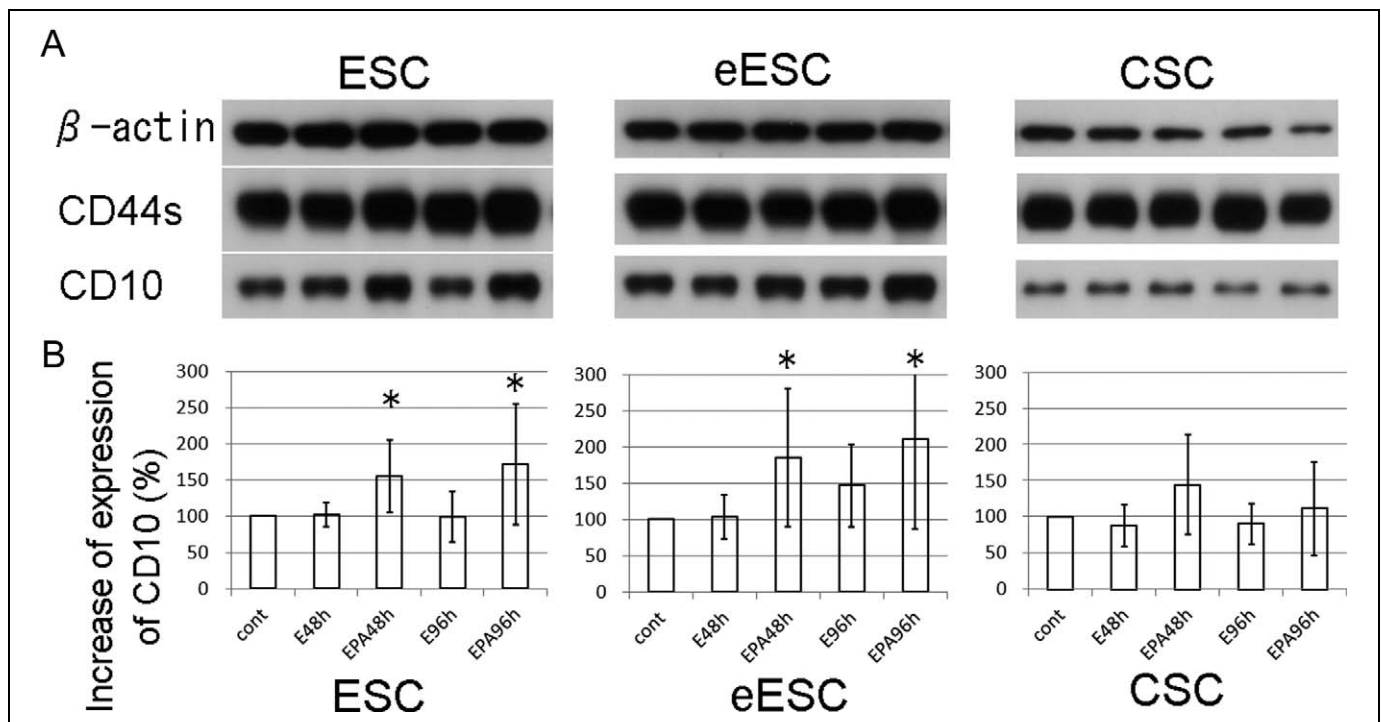 A
ESC eESC CSC
β-actin
CD44s
CD10
B
Increase of expression
of CD10 (%)
300
250
200
150
100
50
0
cont E48h EPA48h E96h EPA96h
ESC
* *
300
250
200
150
100
50
0
cont E48h EPA48h E96h EPA96h
eESC
* *
300
250
200
150
100
50
0
cont E48h EPA48h E96h EPA96h
CSC